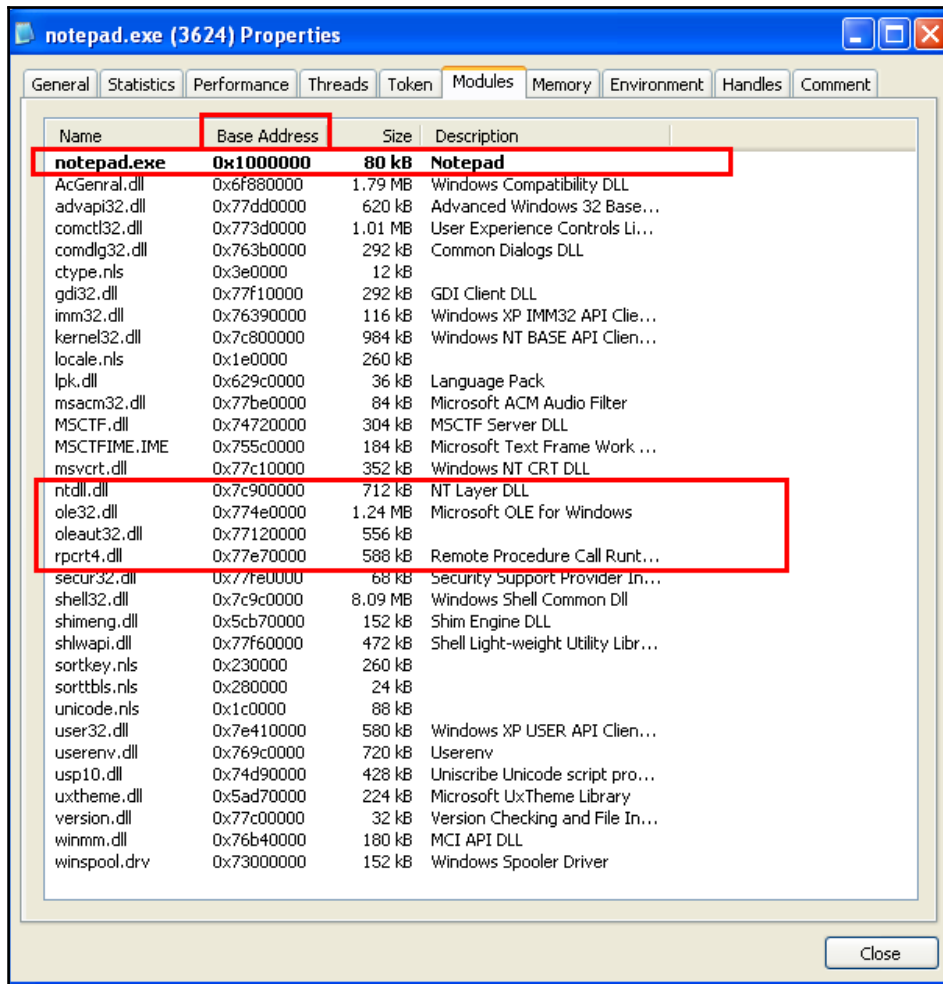 notepad.exe (3624) Properties
General Statistics Performance Threads Token Modules Memory Environment Handles Comment
Name Base Address Size Description
notepad.exe 0x1000000 80 kB Notepad
AcGenral.dll 0x6f880000 1.79 MB Windows Compatibility DLL
advapi32.dll 0x77dd0000 620 kB Advanced Windows 32 Base...
comctl32.dll 0x773d0000 1.01 MB User Experience Controls Li...
comdlg32.dll 0x763b0000 292 kB Common Dialogs DLL
ctype.nls 0x3e0000 12 kB
gdi32.dll 0x77f10000 292 kB GDI Client DLL
imm32.dll 0x76390000 116 kB Windows XP IMM32 API Clie...
kernel32.dll 0x7c800000 984 kB Windows NT BASE API Clien...
locale.nls 0x1e0000 260 kB
lpk.dll 0x629c0000 36 kB Language Pack
msacm32.dll 0x77be0000 84 kB Microsoft ACM Audio Filter
MSCTF.dll 0x74720000 304 kB MSCTF Server DLL
MSCTFIME.IME 0x755c0000 184 kB Microsoft Text Frame Work ...
msvcrt.dll 0x77c10000 352 kB Windows NT CRT DLL
ntdll.dll 0x7c900000 712 kB NT Layer DLL
ole32.dll 0x774e0000 1.24 MB Microsoft OLE for Windows
oleaut32.dll 0x77120000 556 kB
rpcrt4.dll 0x77e70000 588 kB Remote Procedure Call Runt...
secur32.dll 0x77fe0000 68 kB Security Support Provider In...
shell32.dll 0x7c9c0000 8.09 MB Windows Shell Common Dll
shimeng.dll 0x5cb70000 152 kB Shim Engine DLL
shlwapi.dll 0x77f60000 472 kB Shell Light-weight Utility Libr...
sortkey.nls 0x230000 260 kB
sorttbls.nls 0x280000 24 kB
unicode.nls 0x1c0000 88 kB
user32.dll 0x7e410000 580 kB Windows XP USER API Clien...
userenv.dll 0x769c0000 720 kB Userenv
usp10.dll 0x74d90000 428 kB Uniscribe Unicode script pro...
uxtheme.dll 0x5ad70000 224 kB Microsoft UxTheme Library
version.dll 0x77c00000 32 kB Version Checking and File In...
winmm.dll 0x76b40000 180 kB MCI API DLL
winspool.drv 0x73000000 152 kB Windows Spooler Driver
Close